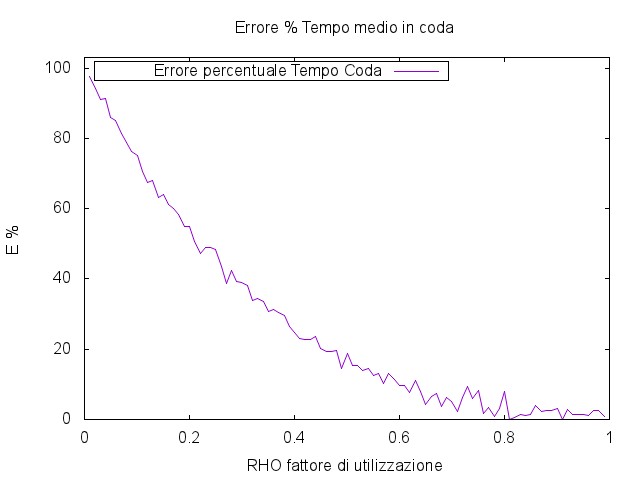 Errore % Tempo medio in coda
Errore percentuale Tempo Coda
100
80
60
40
20
0
E %
0 0.2 0.4 0.6 0.8 1
RHO fattore di utilizzazione